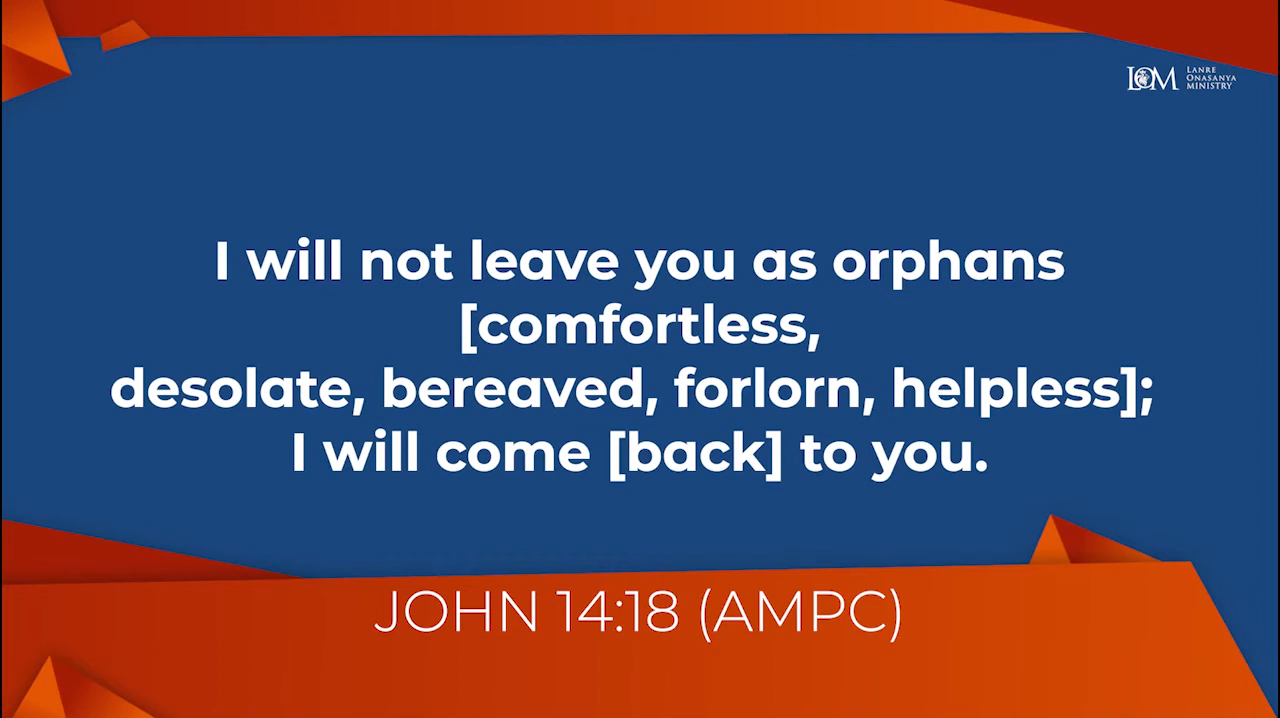 LOM LANRE
ONASANYA
MINISTRY
I will not leave you as orphans
[comfortless,
desolate, bereaved, forlorn, helpless];
I will come [back] to you.
JOHN 14:18 (AMPC)